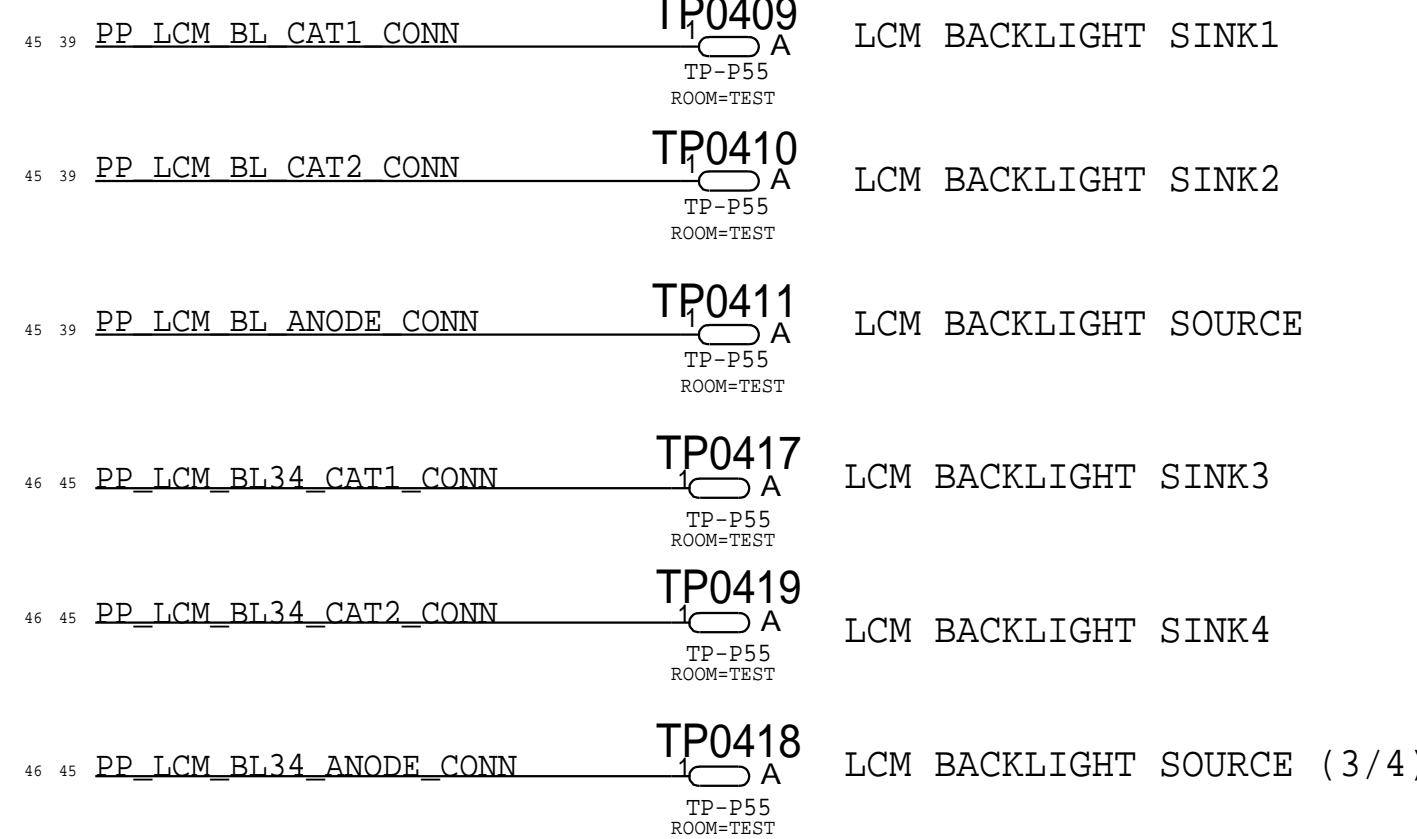 TP0409
45 39 PP_LCM_BL_CAT1_CONN 1 A LCM BACKLIGHT SINK1
TP-P55
ROOM=TEST
TP0410
45 39 PP_LCM_BL_CAT2_CONN 1 A LCM BACKLIGHT SINK2
TP-P55
ROOM=TEST
TP0411
45 39 PP_LCM_BL_ANODE_CONN 1 A LCM BACKLIGHT SOURCE
TP-P55
ROOM=TEST
TP0417
46 45 PP_LCM_BL34_CAT1_CONN 1 A LCM BACKLIGHT SINK3
TP-P55
ROOM=TEST
TP0419
46 45 PP_LCM_BL34_CAT2_CONN 1 A LCM BACKLIGHT SINK4
TP-P55
ROOM=TEST
TP0418
46 45 PP_LCM_BL34_ANODE_CONN 1 A LCM BACKLIGHT SOURCE (3/4)
TP-P55
ROOM=TEST